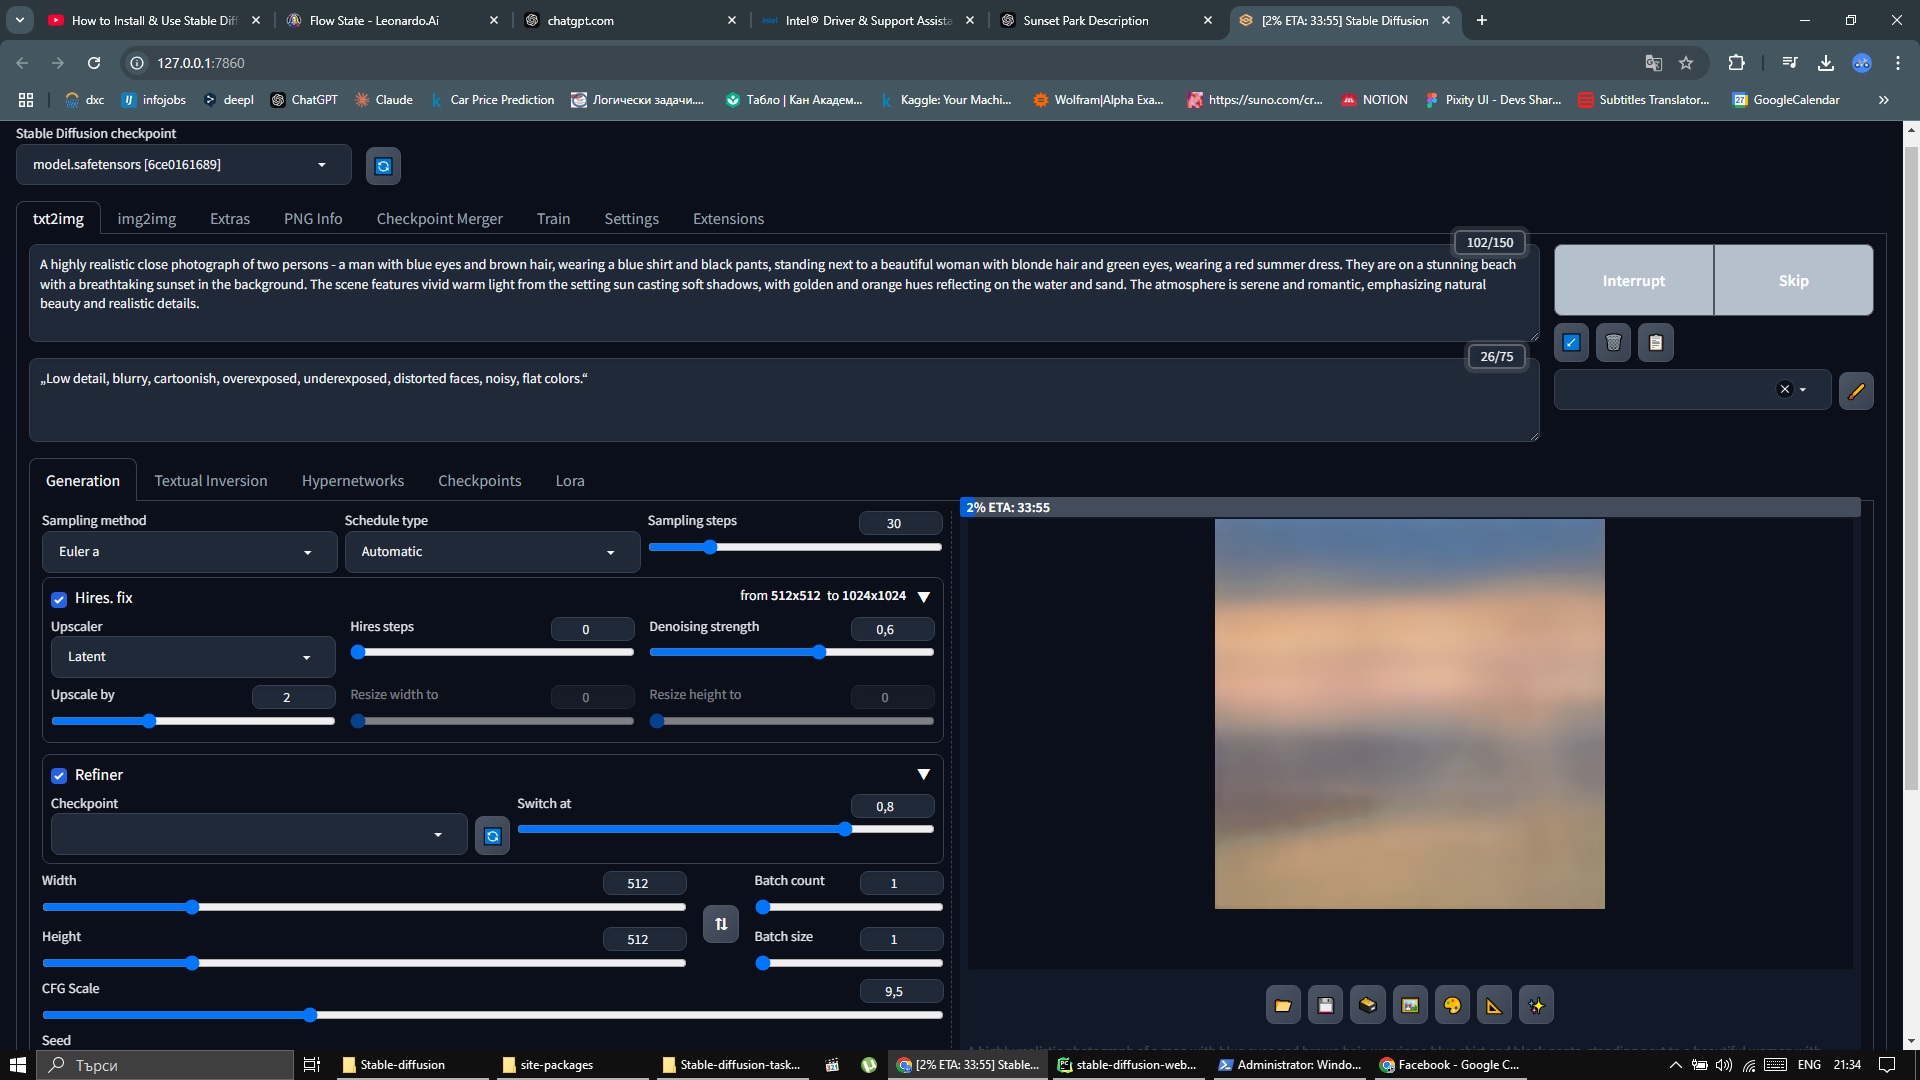 How to Install & Use Stable Dif
Flow State - Leonardo.Ai
chatgpt.com
Intel® Driver & Support Assista
Sunset Park Description
[2% ETA: 33:55] Stable Diffusion
127.0.0.1:7860
dxc
infojobs
deepl
ChatGPT
Claude
Car Price Prediction
Логически задачи....
Табло | Кан Академ...
Kaggle: Your Machi...
Wolfram|Alpha Exa...
https://suno.com/cr...
NOTION
Pixity UI - Devs Shar...
Subtitles Translator...
GoogleCalendar
Stable Diffusion checkpoint
model.safetensors [6ce0161689]
txt2img
img2img
Extras
PNG Info
Checkpoint Merger
Train
Settings
Extensions
102/150
A highly realistic close photograph of two persons - a man with blue eyes and brown hair, wearing a blue shirt and black pants, standing next to a beautiful woman with blonde hair and green eyes, wearing a red summer dress. They are on a stunning beach
with a breathtaking sunset in the background. The scene features vivid warm light from the setting sun casting soft shadows, with golden and orange hues reflecting on the water and sand. The atmosphere is serene and romantic, emphasizing natural
beauty and realistic details.
Interrupt
Skip
26/75
„Low detail, blurry, cartoonish, overexposed, underexposed, distorted faces, noisy, flat colors.“
Generation
Textual Inversion
Hypernetworks
Checkpoints
Lora
2% ETA: 33:55
Sampling method
Schedule type
Sampling steps
30
Euler a
Automatic
Hires. fix
from 512x512 to 1024x1024
Upscaler
Hires steps
0
Denoising strength
0,6
Latent
Upscale by
2
Resize width to
0
Resize height to
0
Refiner
Checkpoint
Switch at
0,8
Width
512
Batch count
1
Height
512
Batch size
1
CFG Scale
9,5
Seed
Търси
Stable-diffusion
site-packages
Stable-diffusion-task...
[2% ETA: 33:55] Stable...
stable-diffusion-web...
Administrator: Windo...
Facebook - Google C...
ENG
21:34